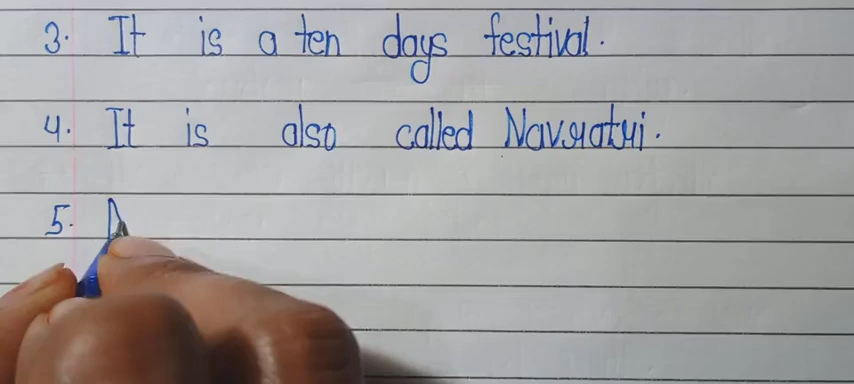 3. It is a ten days festival.
4. It is also called Navratri.
5.